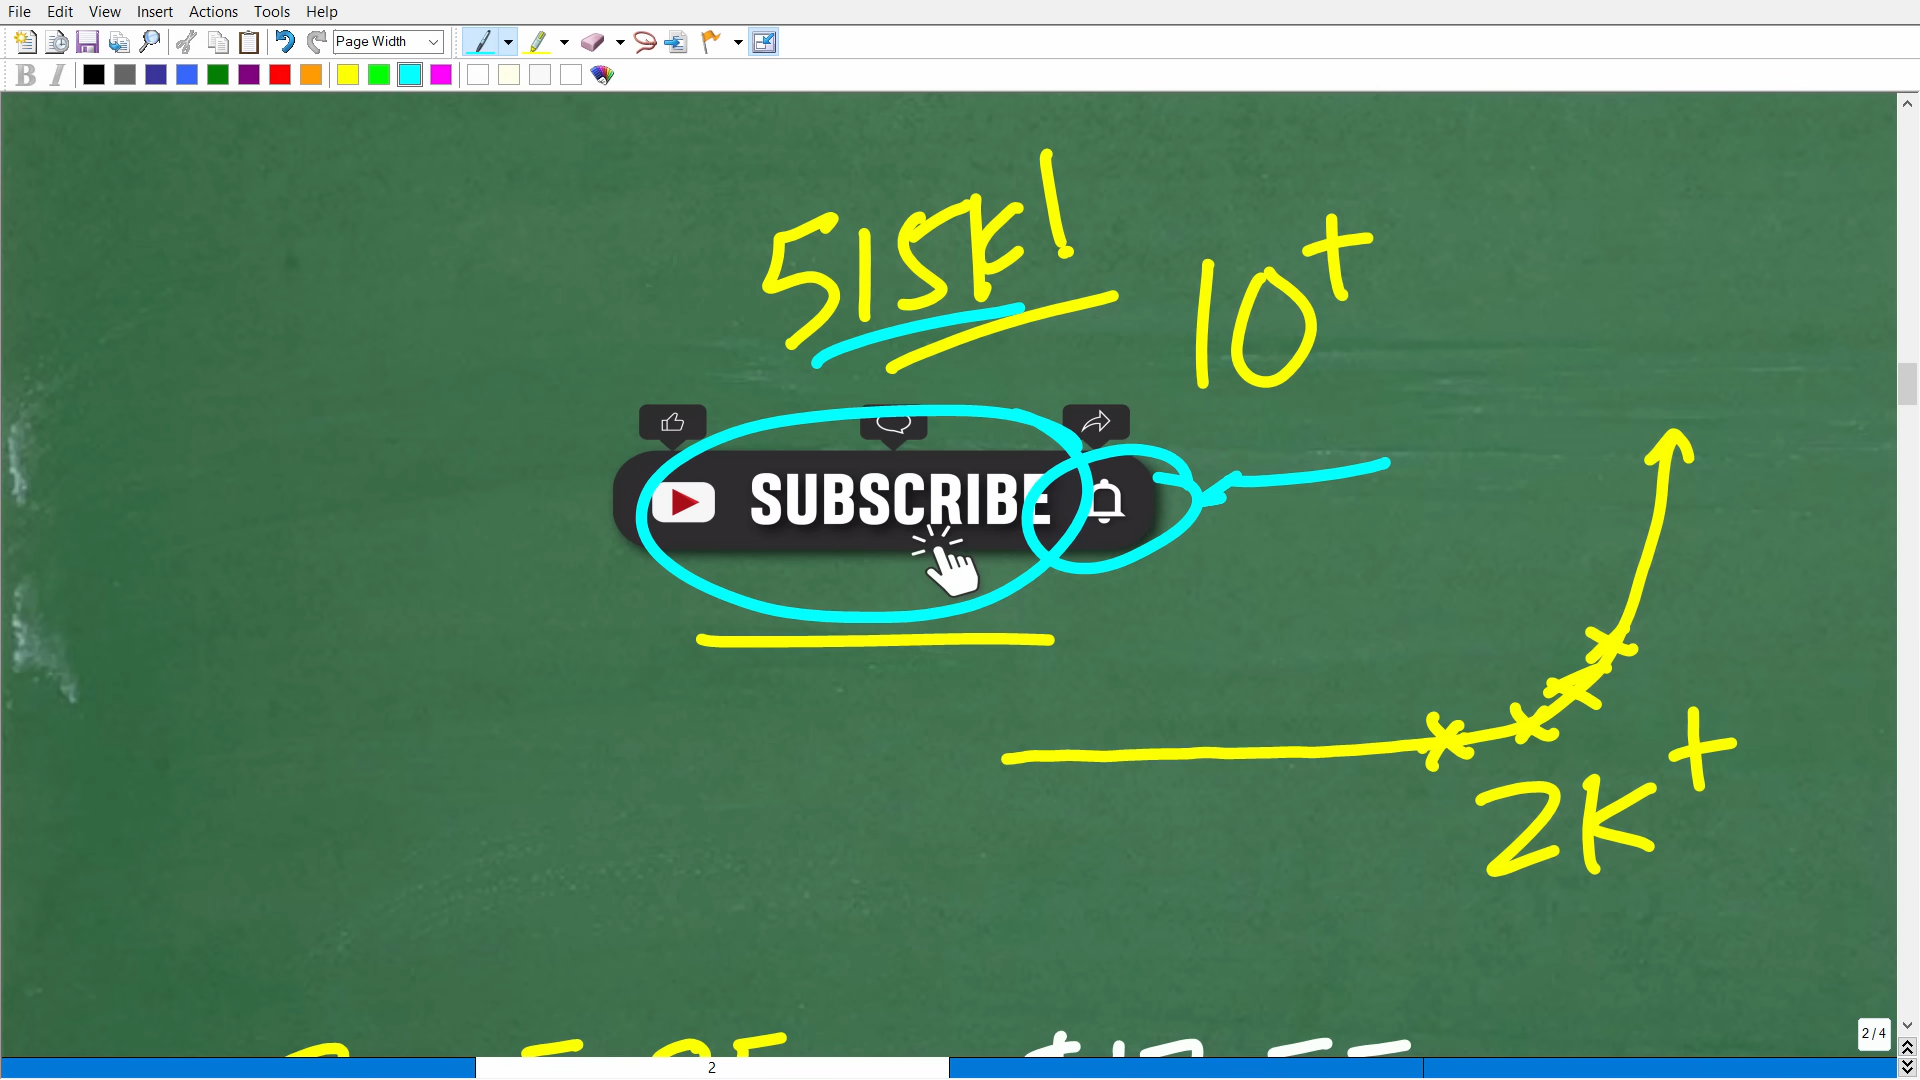 File Edit View Insert Actions Tools Help
Page Width
B I
515K!
10+
SUBSCRIBE
2K+
2 / 4
2